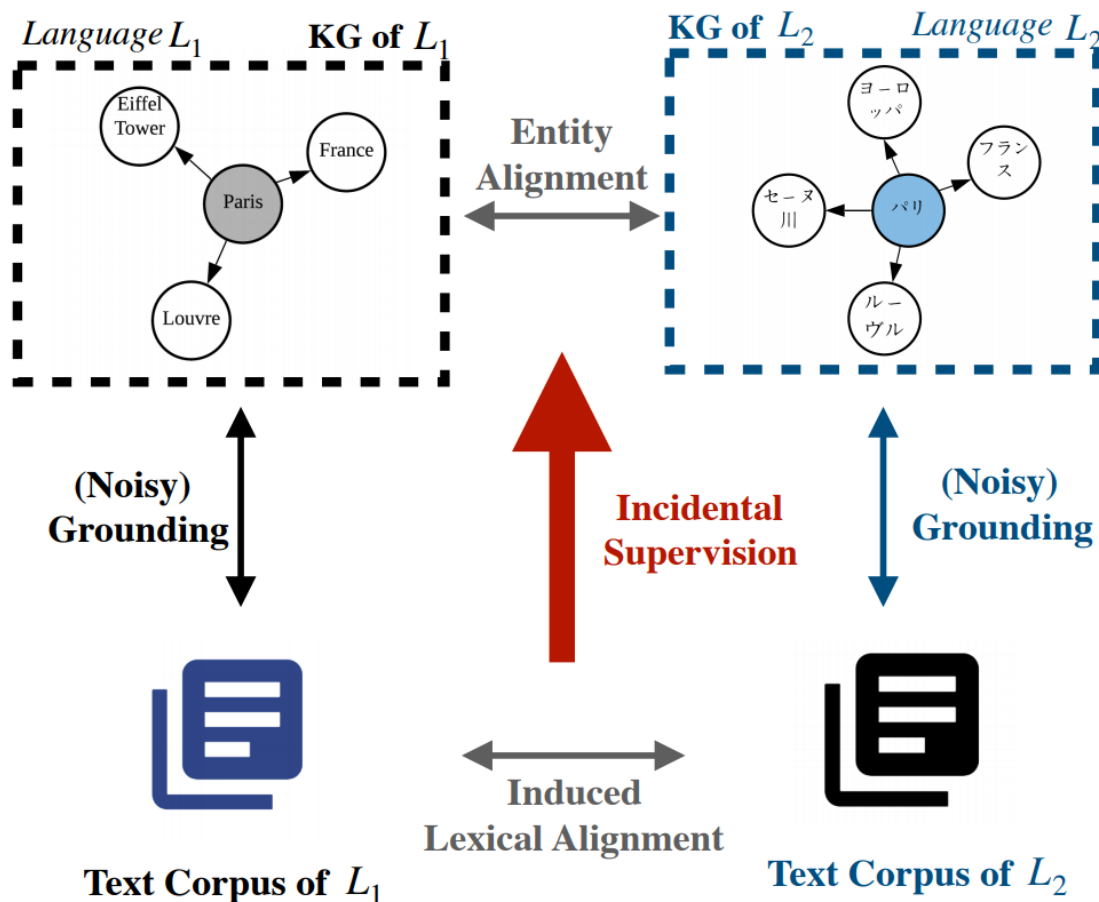 Language L1
KG of L1
KG of L2
Language L2
Eiffel
Tower
France
Paris
Louvre
Entity
Alignment
ヨーロ
ッパ
フラン
ス
セーヌ
川
パリ
ルー
ヴル
(Noisy)
Grounding
Incidental
Supervision
(Noisy)
Grounding
Induced
Lexical Alignment
Text Corpus of L1
Text Corpus of L2